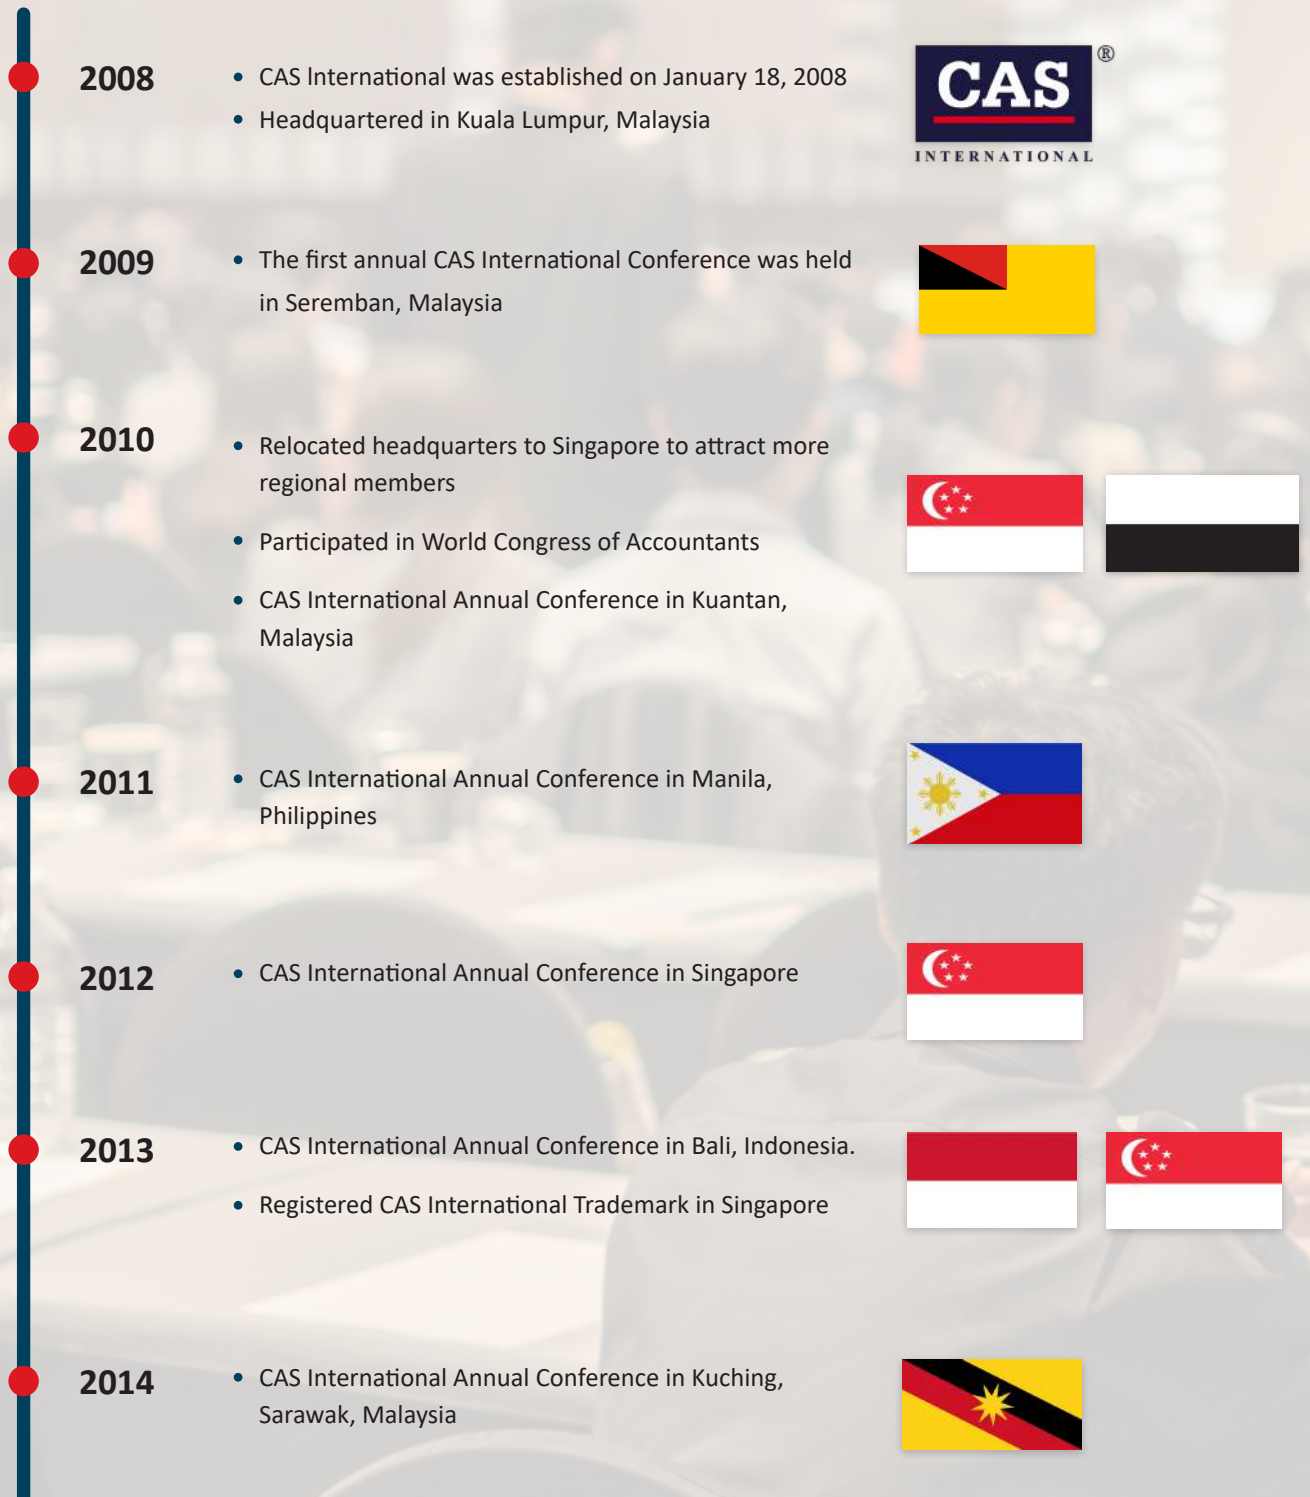 2008
• CAS International was established on January 18, 2008
• Headquartered in Kuala Lumpur, Malaysia
CAS ®
INTERNATIONAL
2009
• The first annual CAS International Conference was held
in Seremban, Malaysia
2010
• Relocated headquarters to Singapore to attract more
regional members
• Participated in World Congress of Accountants
• CAS International Annual Conference in Kuantan,
Malaysia
2011
• CAS International Annual Conference in Manila,
Philippines
2012
• CAS International Annual Conference in Singapore
2013
• CAS International Annual Conference in Bali, Indonesia.
• Registered CAS International Trademark in Singapore
2014
• CAS International Annual Conference in Kuching,
Sarawak, Malaysia